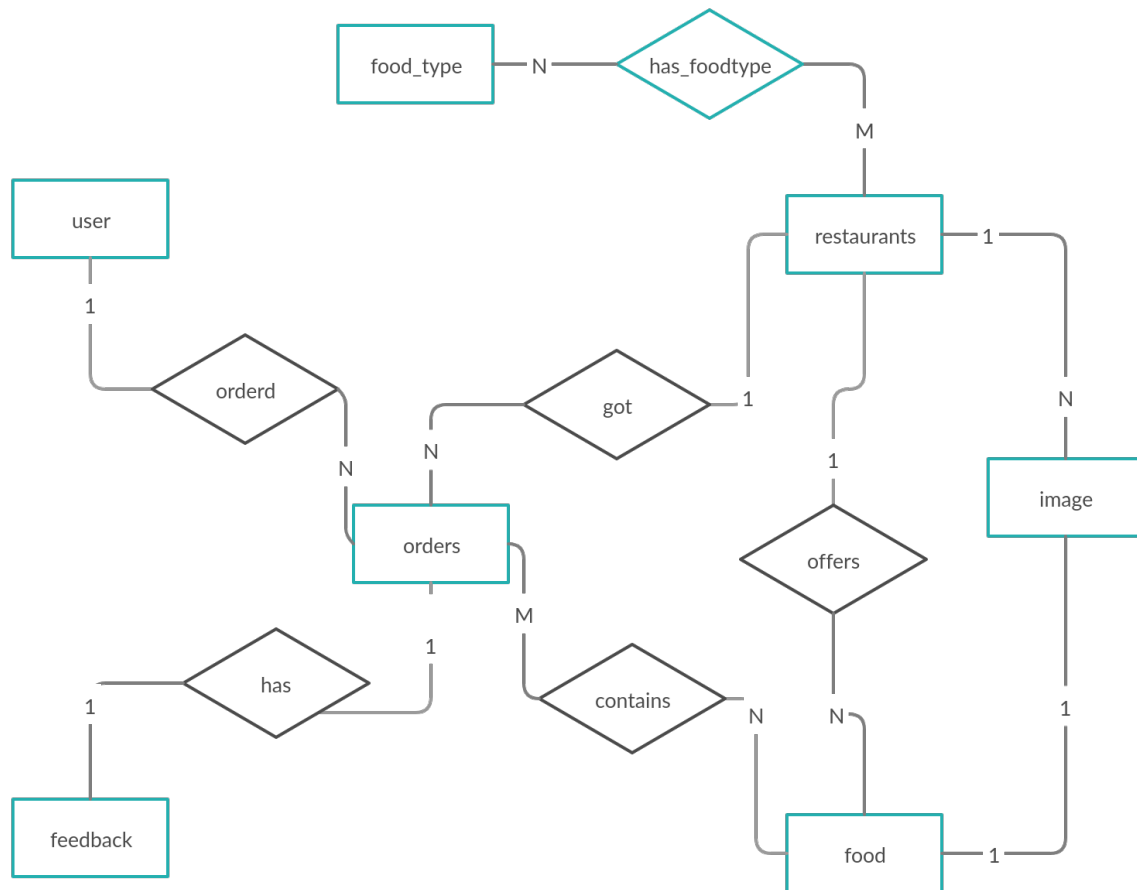 food_type
N
has_foodtype
M
user
restaurants
1
1
orderd
got
1
N
N
N
1
image
orders
offers
M
1
has
contains
1
N
N
1
feedback
food
1